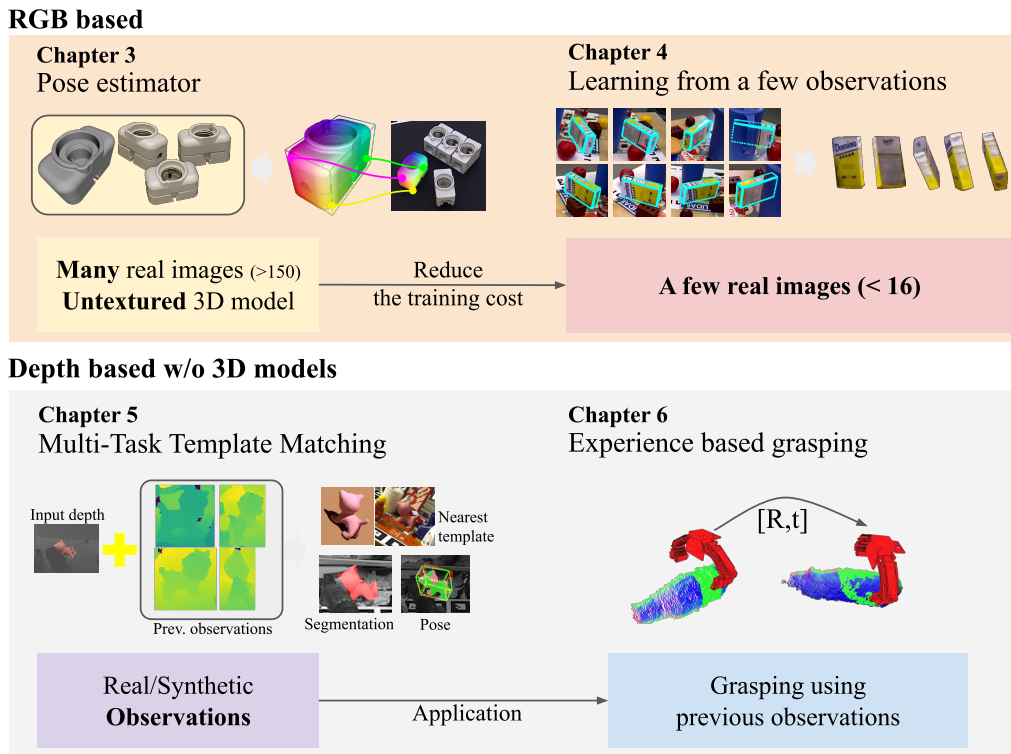 RGB based
Chapter 3
Pose estimator
Chapter 4
Learning from a few observations
Domino
Many real images (>150)
Untextured 3D model
Reduce
the training cost
A few real images (< 16)
Depth based w/o 3D models
Chapter 5
Multi-Task Template Matching
Input depth
Prev. observations
Nearest
template
Segmentation
Pose
Chapter 6
Experience based grasping
[R,t]
Real/Synthetic
Observations
Application
Grasping using
previous observations